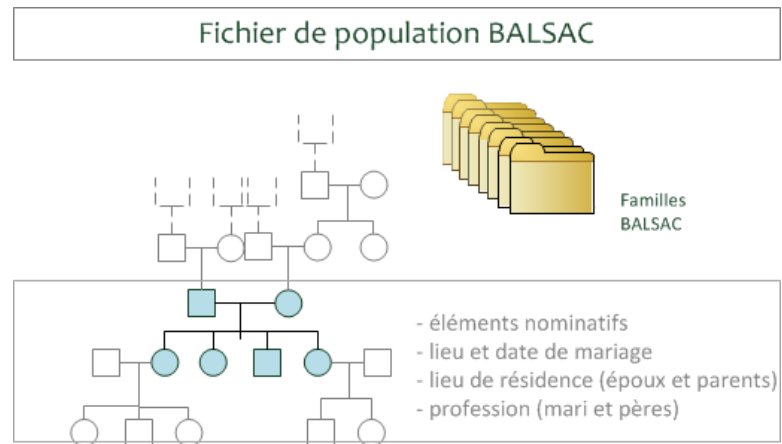 Fichier de population BALSAC
Familles
BALSAC
- éléments nominatifs
- lieu et date de mariage
- lieu de résidence (époux et parents)
- profession (mari et pères)